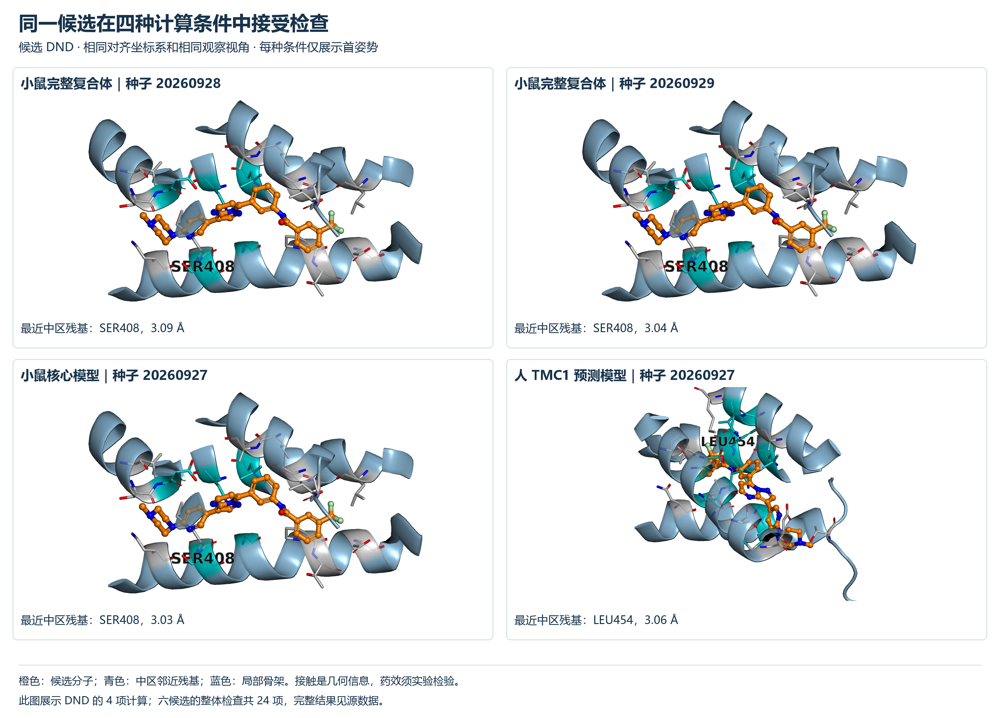 同一候选在四种计算条件中接受检查
候选 DND · 相同对齐坐标系和相同观察视角 · 每种条件仅展示首姿势
小鼠完整复合体｜种子 20260928
SER408
最近中区残基：SER408，3.09 Å
小鼠完整复合体｜种子 20260929
SER408
最近中区残基：SER408，3.04 Å
小鼠核心模型｜种子 20260927
SER408
最近中区残基：SER408，3.03 Å
人 TMC1 预测模型｜种子 20260927
LEU454
最近中区残基：LEU454，3.06 Å
橙色：候选分子；青色：中区邻近残基；蓝色：局部骨架。接触是几何信息，药效须实验检验。
此图展示 DND 的 4 项计算；六候选的整体检查共 24 项，完整结果见源数据。